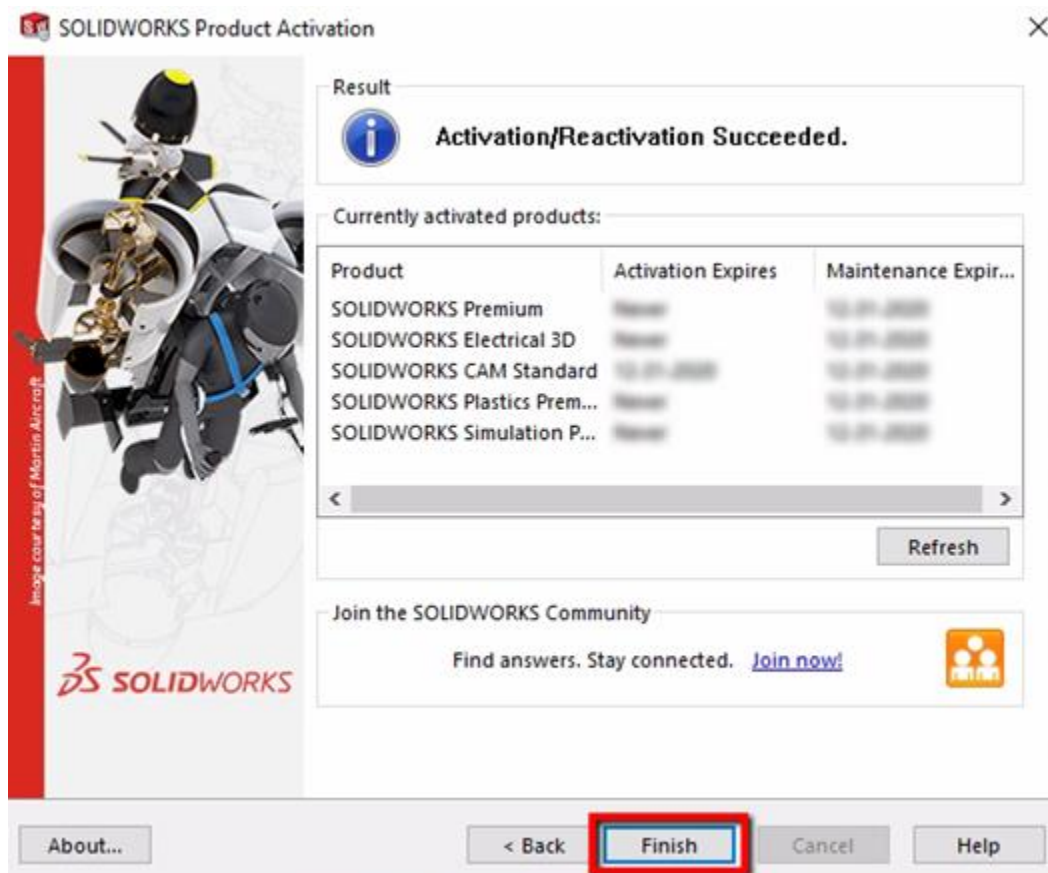 SOLIDWORKS Product Activation
Result
Activation/Reactivation Succeeded.
Currently activated products:
Product Activation Expires Maintenance Expir...
SOLIDWORKS Premium
SOLIDWORKS Electrical 3D
SOLIDWORKS CAM Standard
SOLIDWORKS Plastics Prem...
SOLIDWORKS Simulation P...
Refresh
Join the SOLIDWORKS Community
Find answers. Stay connected. Join now!
Image courtesy of Martin Aircraft
SOLIDWORKS
About... < Back Finish Cancel Help